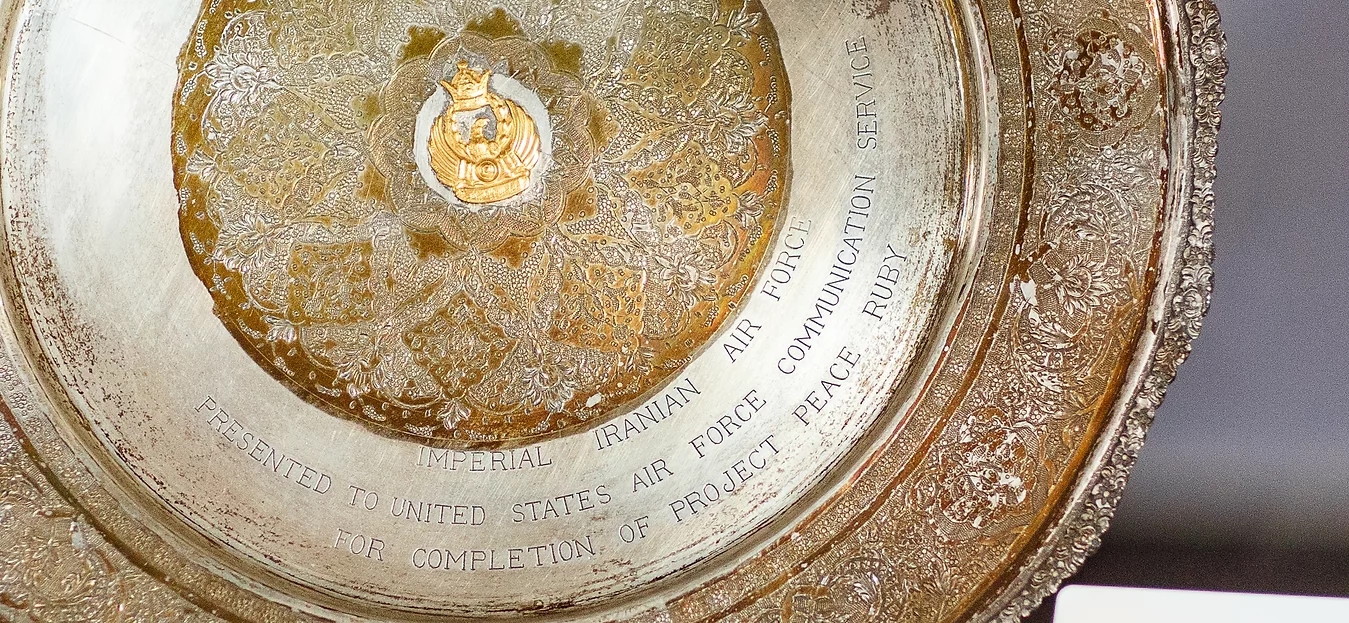 IMPERIAL IRANIAN AIR FORCE
PRESENTED TO UNITED STATES AIR FORCE COMMUNICATION SERVICE
FOR COMPLETION OF PROJECT PEACE RUBY